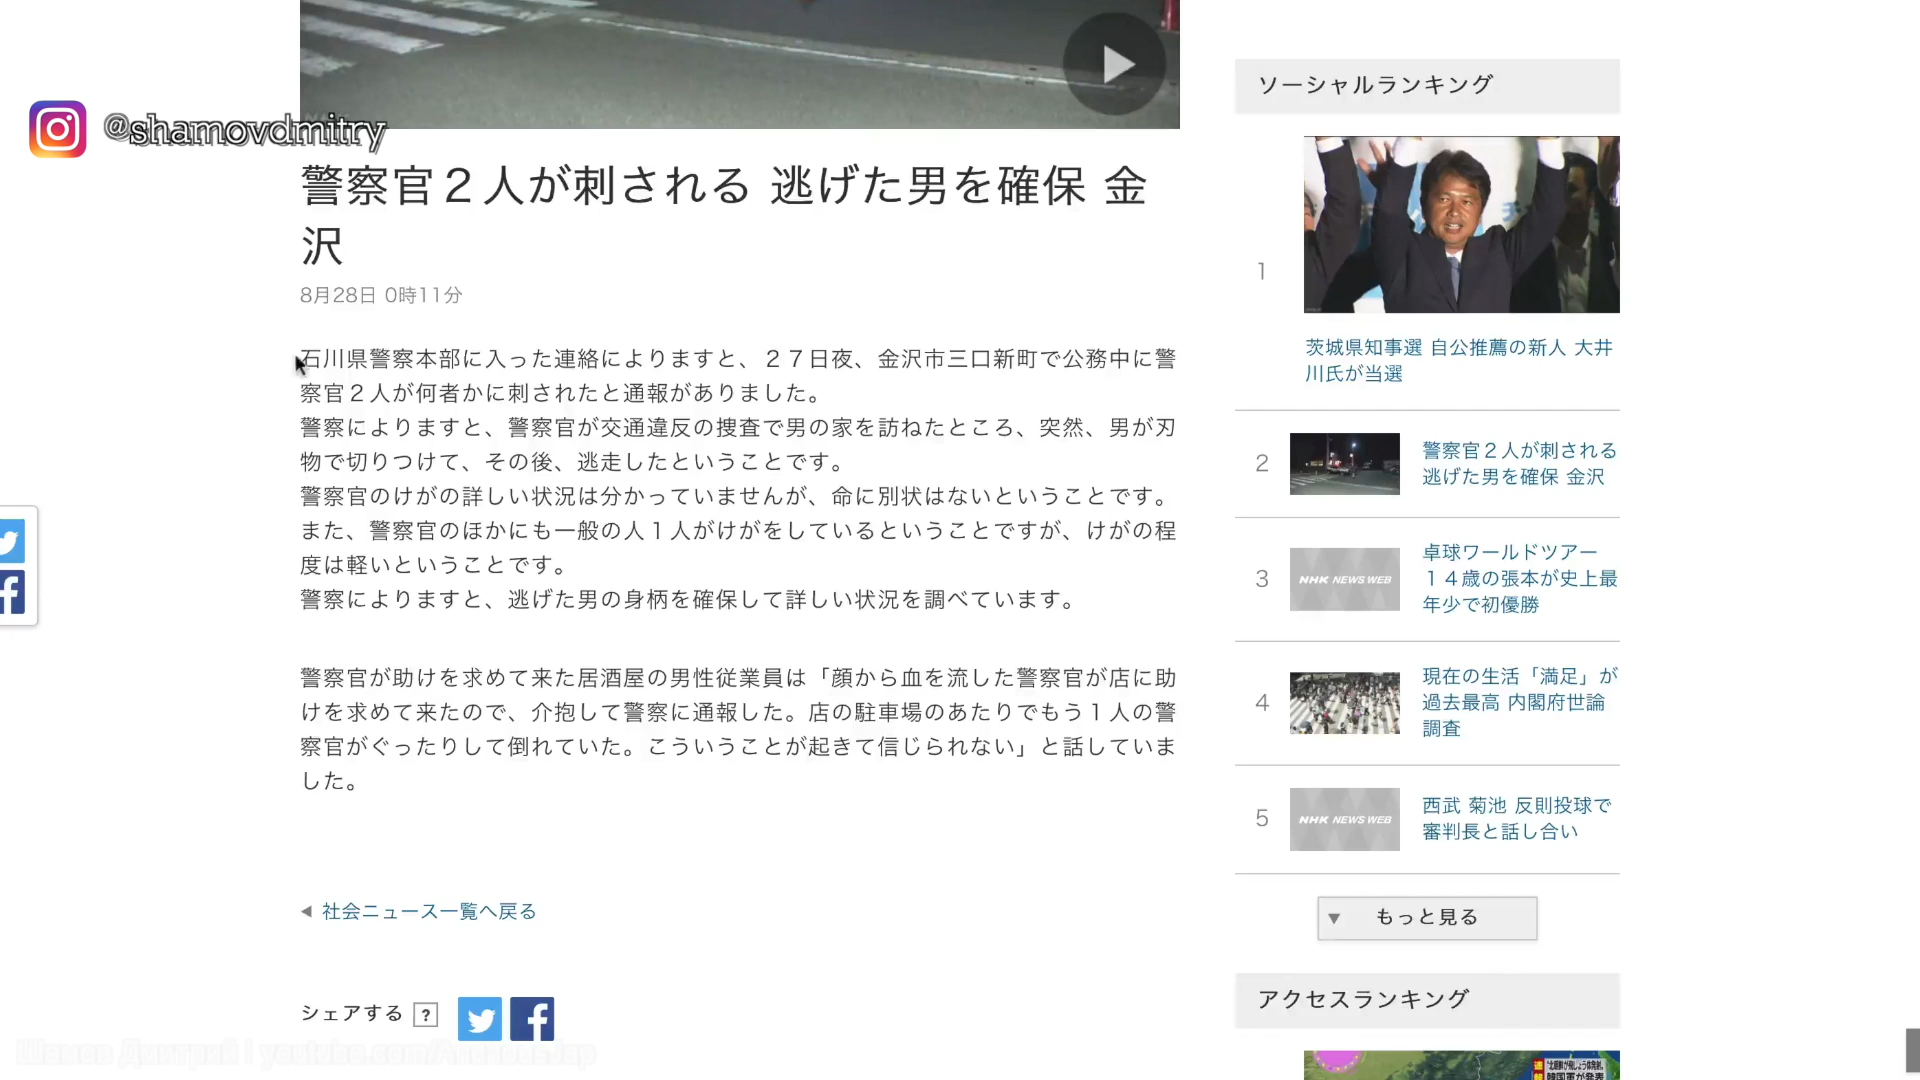 @shamovdmitry
警察官２人が刺される 逃げた男を確保 金
沢
8月28日 0時11分
石川県警察本部に入った連絡によりますと、２７日夜、金沢市三口新町で公務中に警
察官２人が何者かに刺されたと通報がありました。
警察によりますと、警察官が交通違反の捜査で男の家を訪ねたところ、突然、男が刃
物で切りつけて、その後、逃走したということです。
警察官のけがの詳しい状況は分かっていませんが、命に別状はないということです。
また、警察官のほかにも一般の人１人がけがをしているということですが、けがの程
度は軽いということです。
警察によりますと、逃げた男の身柄を確保して詳しい状況を調べています。
警察官が助けを求めて来た居酒屋の男性従業員は「顔から血を流した警察官が店に助
けを求めて来たので、介抱して警察に通報した。店の駐車場のあたりでもう１人の警
察官がぐったりして倒れていた。こういうことが起きて信じられない」と話していま
した。
社会ニュース一覧へ戻る
シェアする ?
ソーシャルランキング
1
茨城県知事選 自公推薦の新人 大井
川氏が当選
2
警察官２人が刺される
逃げた男を確保 金沢
3
NHK NEWS WEB
卓球ワールドツアー
１４歳の張本が史上最
年少で初優勝
4
現在の生活「満足」が
過去最高 内閣府世論
調査
5
NHK NEWS WEB
西武 菊池 反則投球で
審判長と話し合い
もっと見る
アクセスランキング